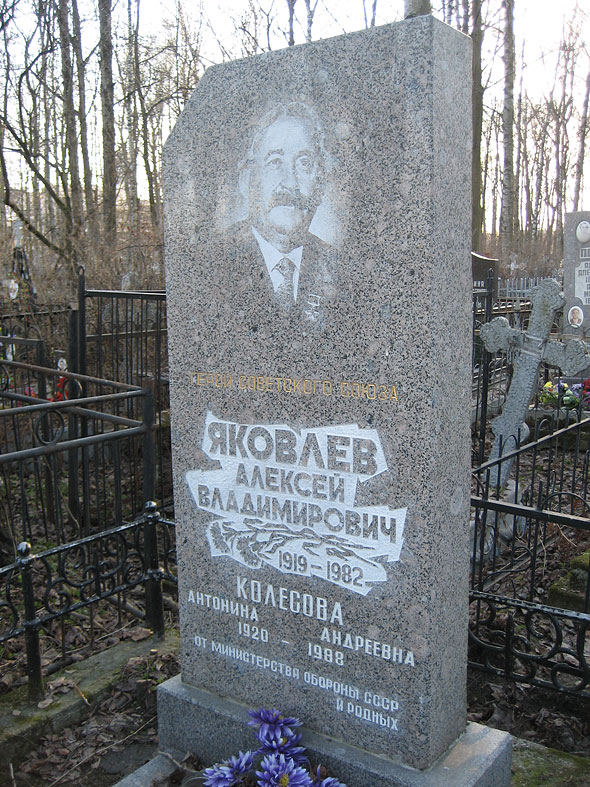 ГЕРОЙ СОВЕТСКОГО СОЮЗА
ЯКОВЛЕВ
АЛЕКСЕЙ
ВЛАДИМИРОВИЧ
1919-1982
КОЛЕСОВА
АНТОНИНА АНДРЕЕВНА
1920 - 1988
ОТ МИНИСТЕРСТВА ОБОРОНЫ СССР
И РОДНЫХ